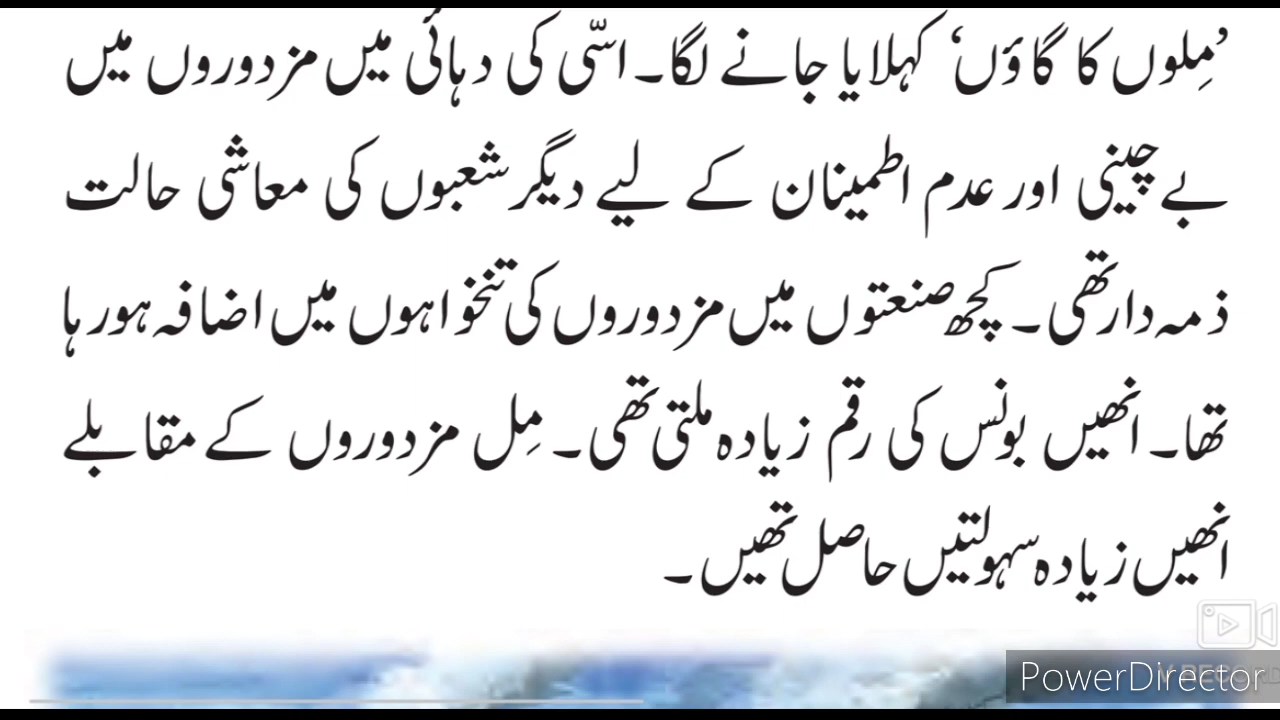 ’مِلوں کا گاؤں‘ کہلایا جانے لگا۔ اسّی کی دہائی میں مزدوروں میں
بے چینی اور عدم اطمینان کے لیے دیگر شعبوں کی معاشی حالت
ذمہ دار تھی۔ کچھ صنعتوں میں مزدوروں کی تنخواہوں میں اضافہ ہو رہا
تھا۔ انھیں بونس کی رقم زیادہ ملتی تھی۔ مِل مزدوروں کے مقابلے
انھیں زیادہ سہولتیں حاصل تھیں۔
PowerDirector